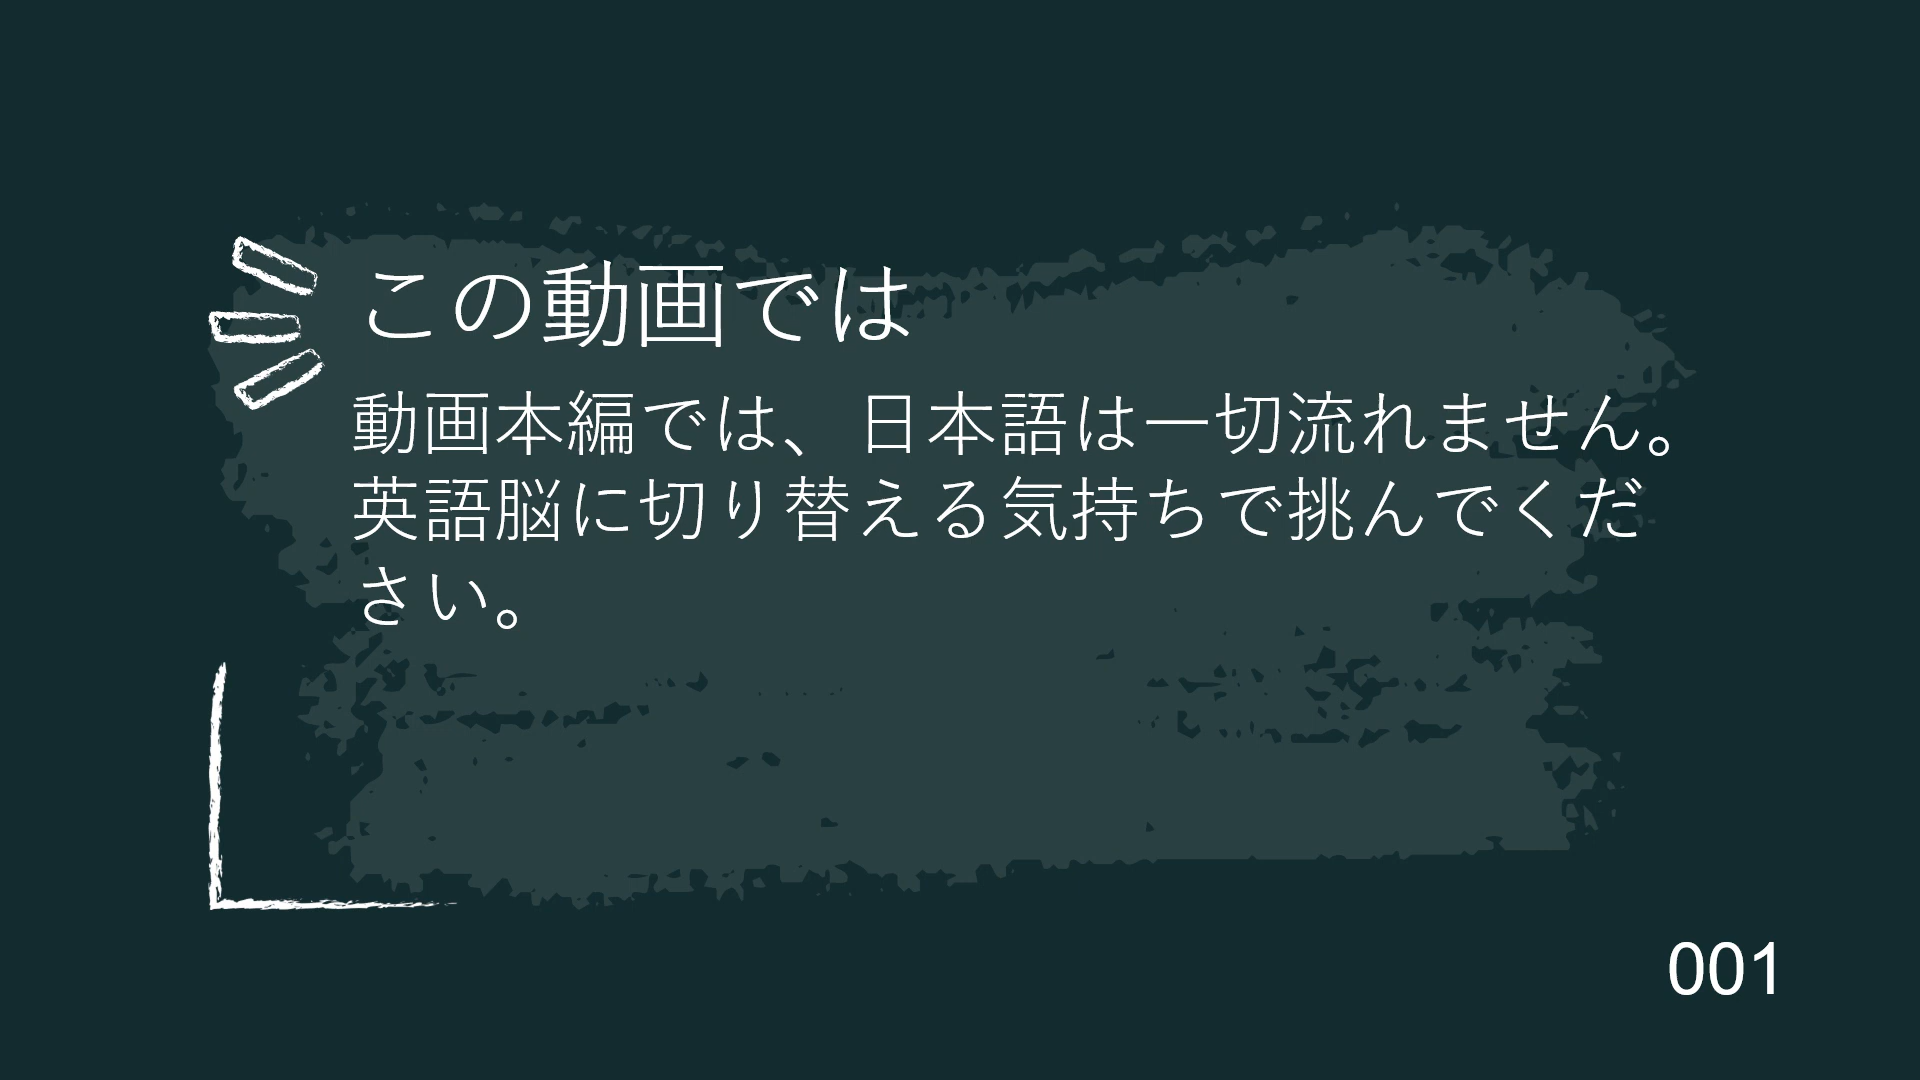 この動画では
動画本編では、日本語は一切流れません。
英語脳に切り替える気持ちで挑んでくだ
さい。
001